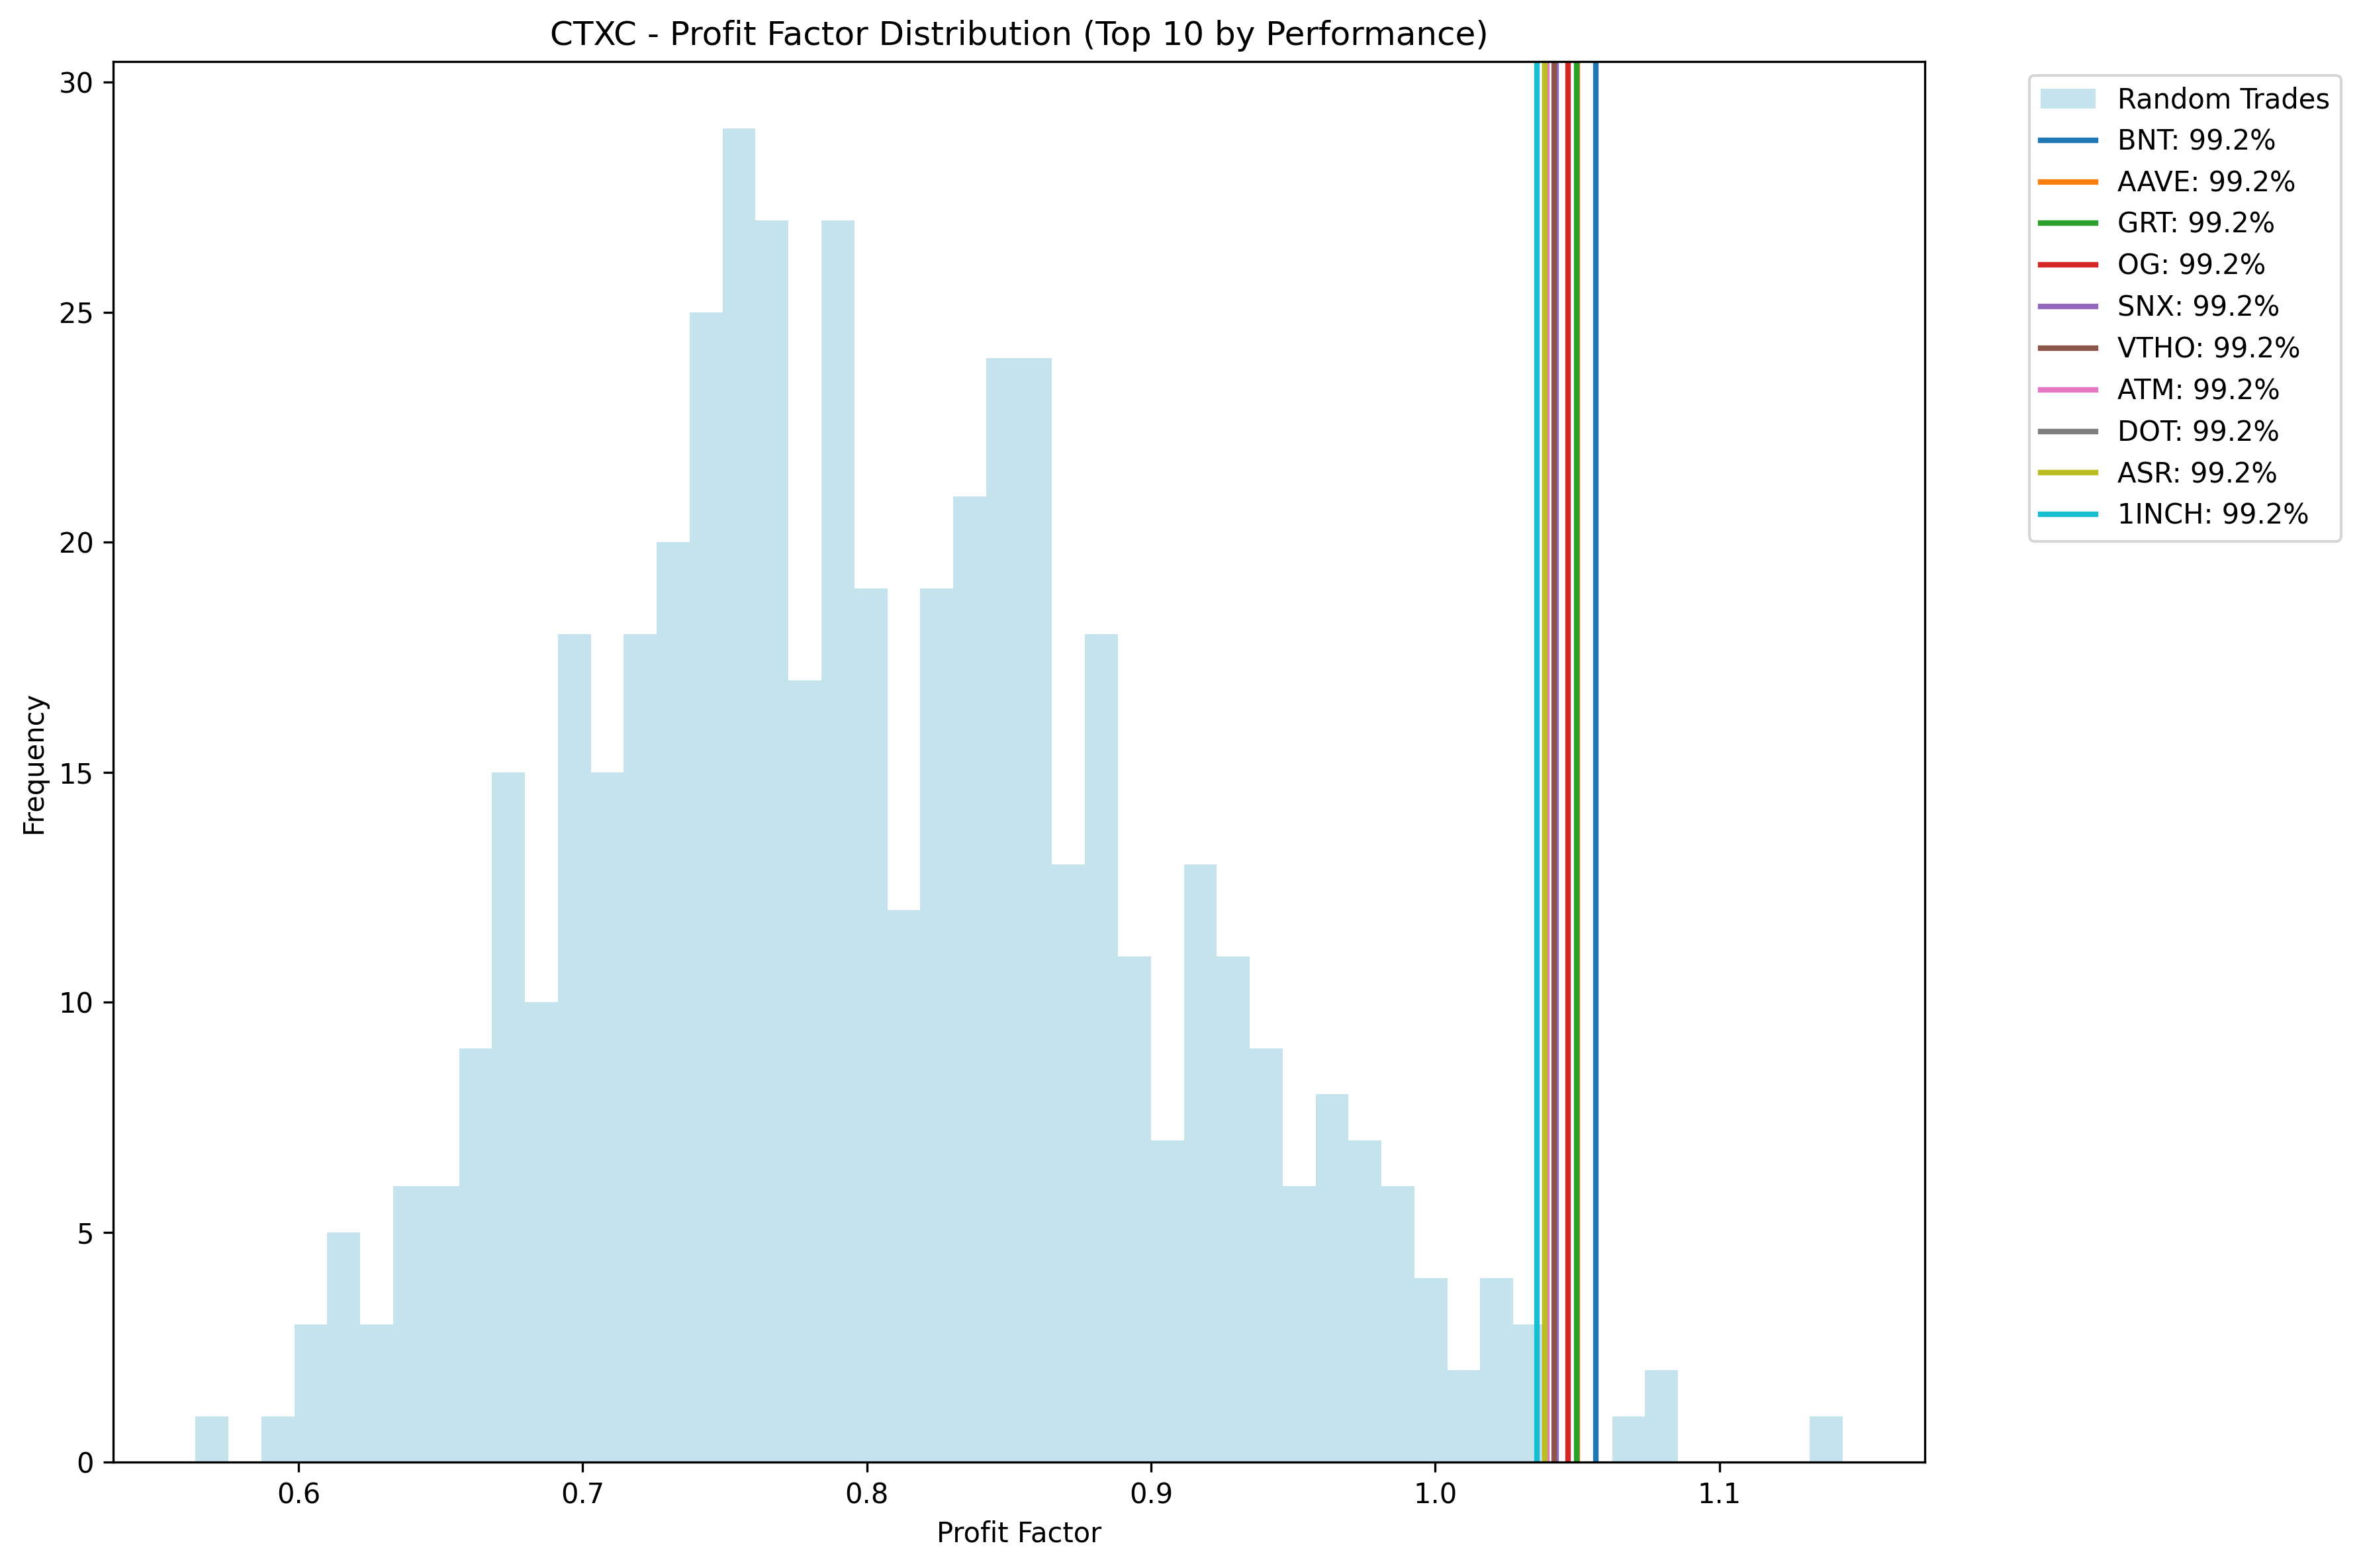 CTXC - Profit Factor Distribution (Top 10 by Performance)
30
25
20
15
10
5
0
Frequency
0.6
0.7
0.8
0.9
1.0
1.1
Profit Factor
Random Trades
BNT: 99.2%
AAVE: 99.2%
GRT: 99.2%
OG: 99.2%
SNX: 99.2%
VTHO: 99.2%
ATM: 99.2%
DOT: 99.2%
ASR: 99.2%
1INCH: 99.2%